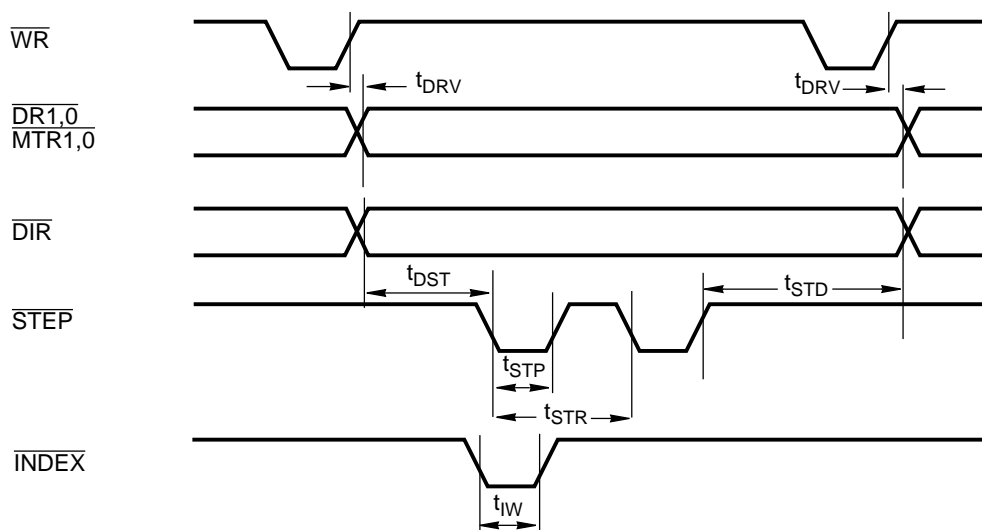 WR
tDRV
tDRV
DR1,0
MTR1,0
DIR
tDST
tSTD
STEP
tSTP
tSTR
INDEX
tIW